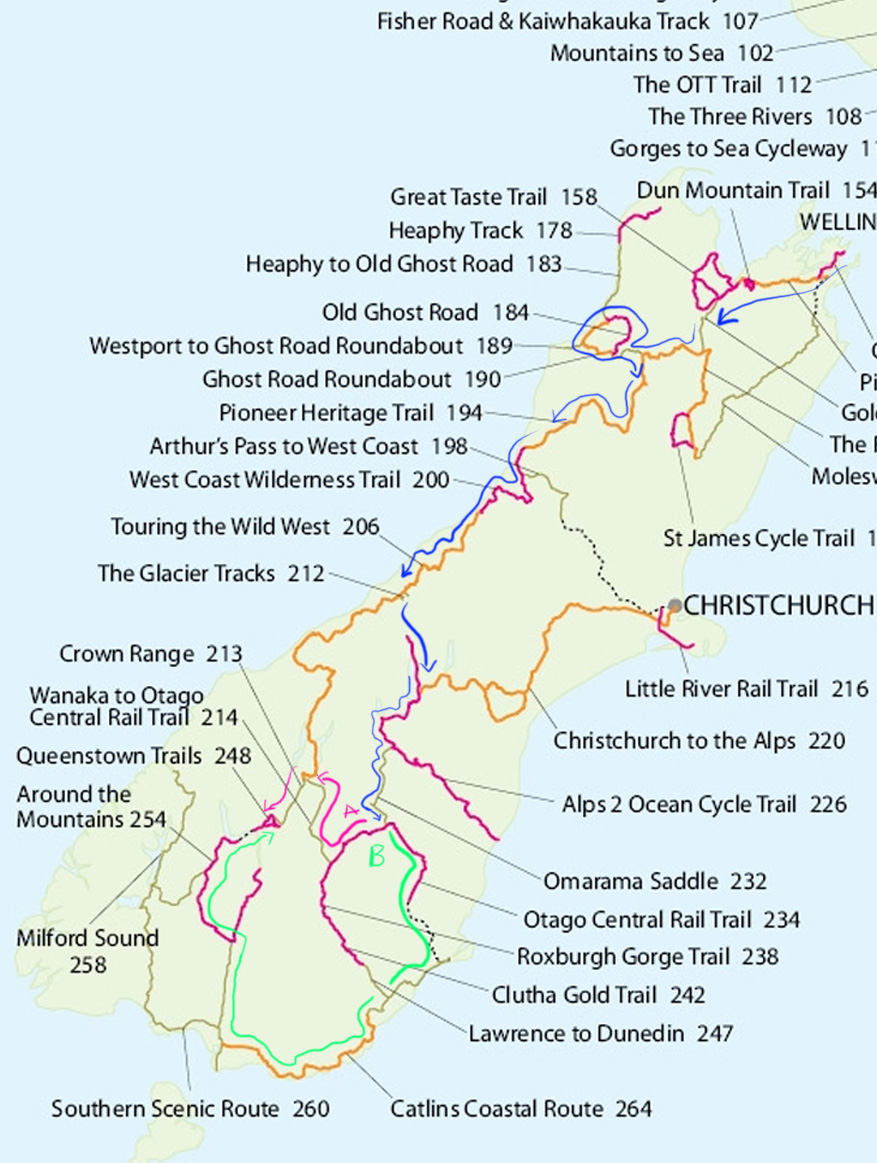 Fisher Road & Kaiwhakauka Track 107
Mountains to Sea 102
The OTT Trail 112
The Three Rivers 108
Gorges to Sea Cycleway 1
Great Taste Trail 158
Dun Mountain Trail 154
WELLIN
Heaphy Track 178
Heaphy to Old Ghost Road 183
Old Ghost Road 184
Westport to Ghost Road Roundabout 189
Ghost Road Roundabout 190
Pi
Pioneer Heritage Trail 194
Gol
Arthur's Pass to West Coast 198
The
West Coast Wilderness Trail 200
Moles
Touring the Wild West 206
St James Cycle Trail 1
The Glacier Tracks 212
CHRISTCHURCH
Crown Range 213
Little River Rail Trail 216
Wanaka to Otago
Central Rail Trail 214
Christchurch to the Alps 220
Queenstown Trails 248
Around the
Mountains 254
Alps 2 Ocean Cycle Trail 226
A
B
Omarama Saddle 232
Otago Central Rail Trail 234
Milford Sound
258
Roxburgh Gorge Trail 238
Clutha Gold Trail 242
Lawrence to Dunedin 247
Southern Scenic Route 260
Catlins Coastal Route 264